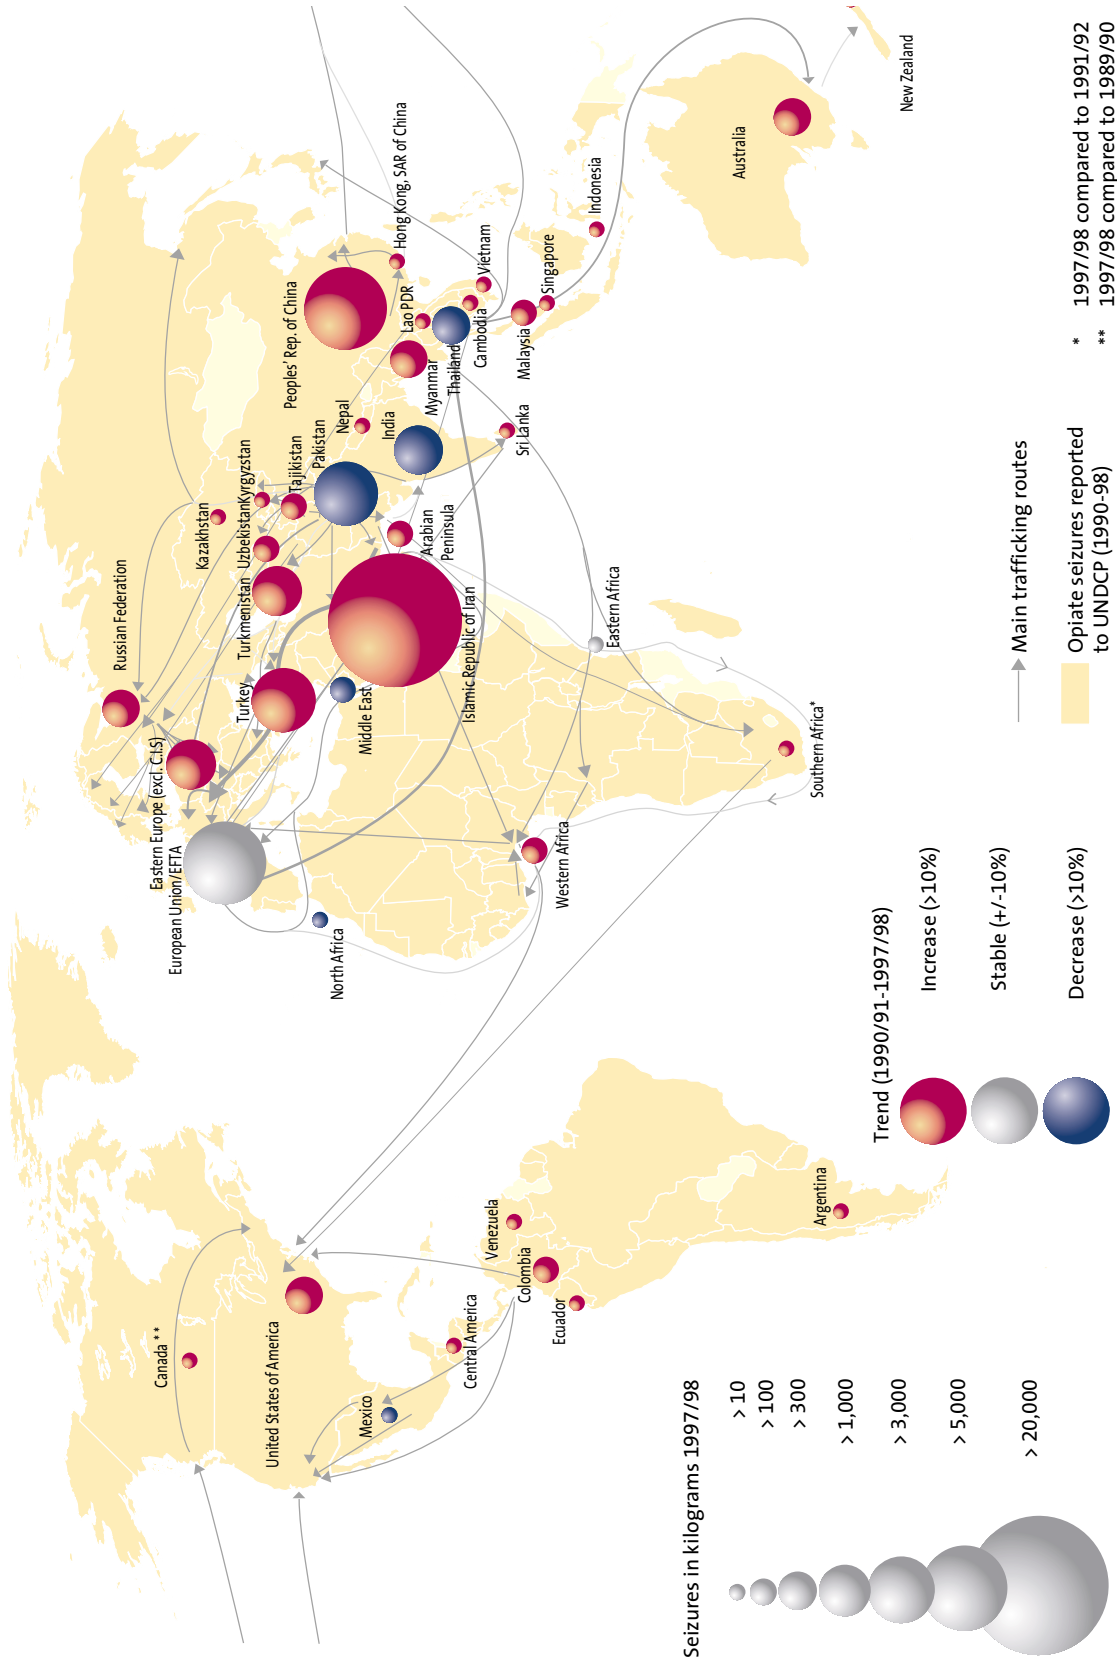 Canada **
United States of America
Mexico
Central America
Venezuela
Colombia
Ecuador
Argentina
Russian Federation
Eastern Europe (excl. C.I.S)
European Union/EFTA
North Africa
Turkey
Middle East
Western Africa
Eastern Africa
Southern Africa*
Islamic Republic of Iran
Arabian
Peninsula
Turkmenistan
Uzbekistan
Kyrgyzstan
Kazakhstan
Tajikistan
Pakistan
Nepal
India
Sri Lanka
Peoples' Rep. of China
Hong Kong, SAR of China
Lao PDR
Myanmar
Thailand
Cambodia
Vietnam
Malaysia
Singapore
Indonesia
Australia
New Zealand
Seizures in kilograms 1997/98
> 10
> 100
> 300
> 1,000
> 3,000
> 5,000
> 20,000
Trend (1990/91-1997/98)
Increase (>10%)
Stable (+/-10%)
Decrease (>10%)
Main trafficking routes
Opiate seizures reported
to UNDCP (1990-98)
* 1997/98 compared to 1991/92
** 1997/98 compared to 1989/90